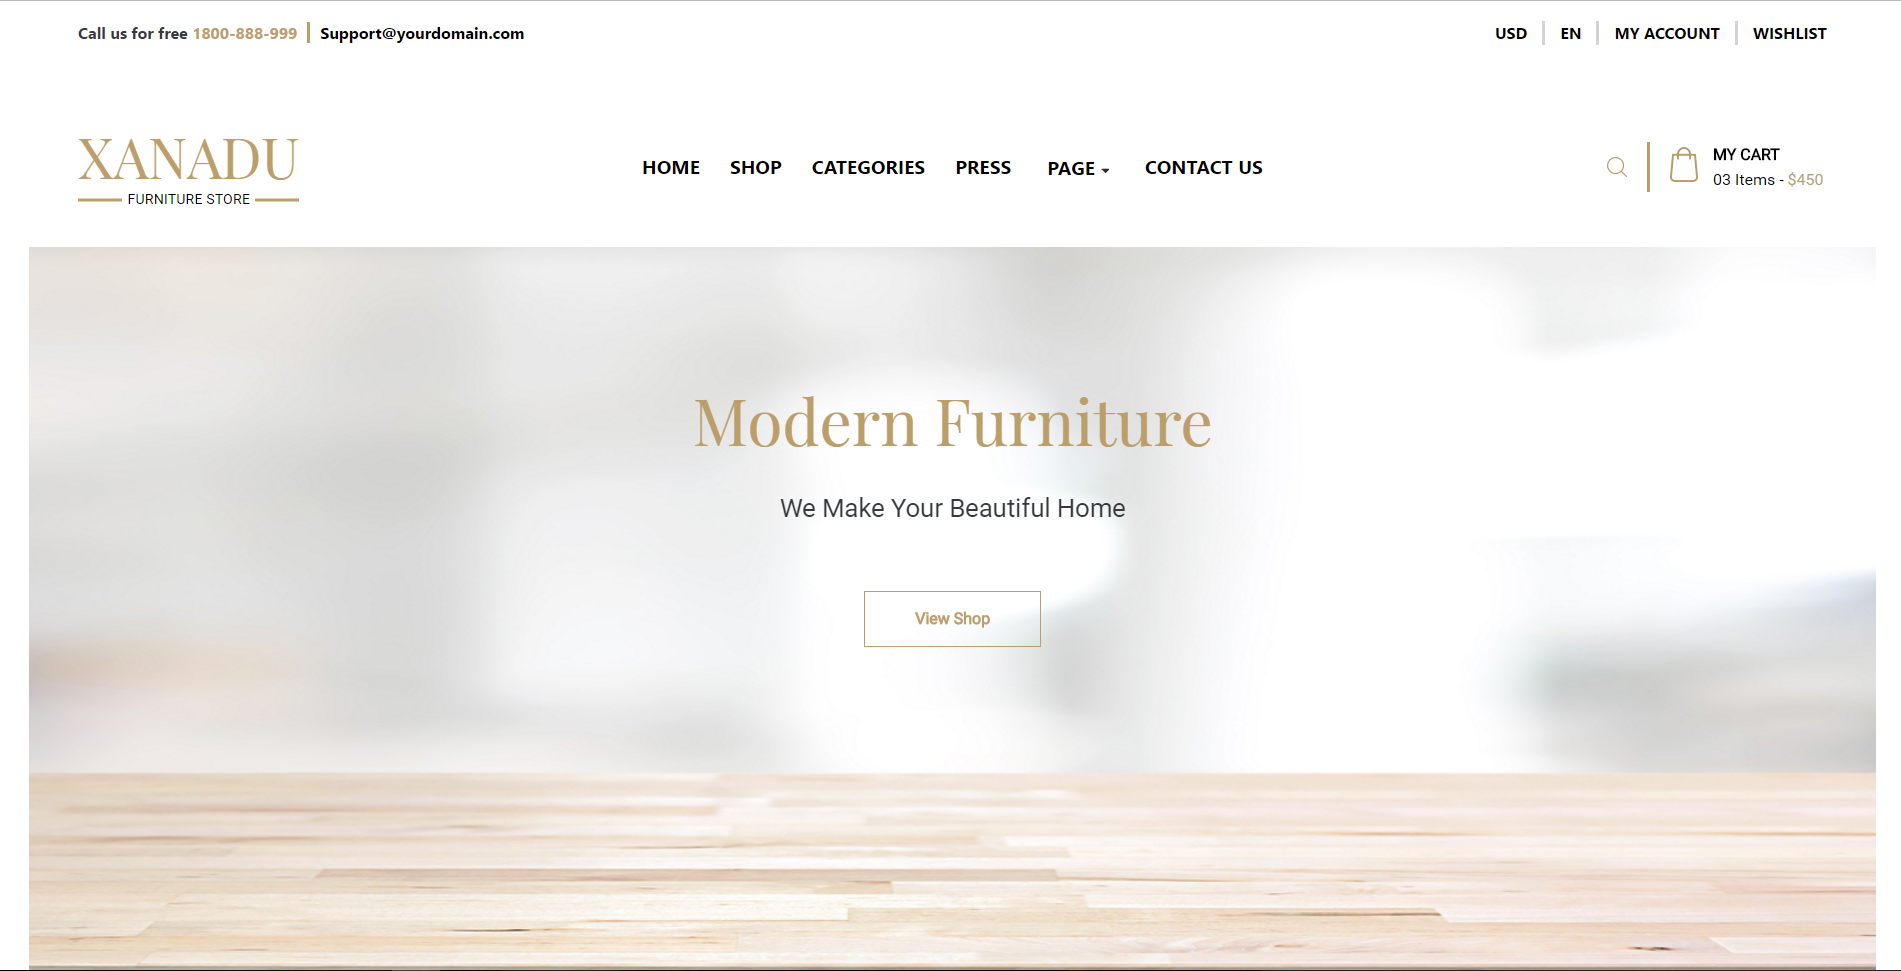 Call us for free 1800-888-999 Support@yourdomain.com
USD EN MY ACCOUNT WISHLIST
XANADU
FURNITURE STORE
HOME SHOP CATEGORIES PRESS PAGE CONTACT US
MY CART
03 Items - $450
Modern Furniture
We Make Your Beautiful Home
View Shop